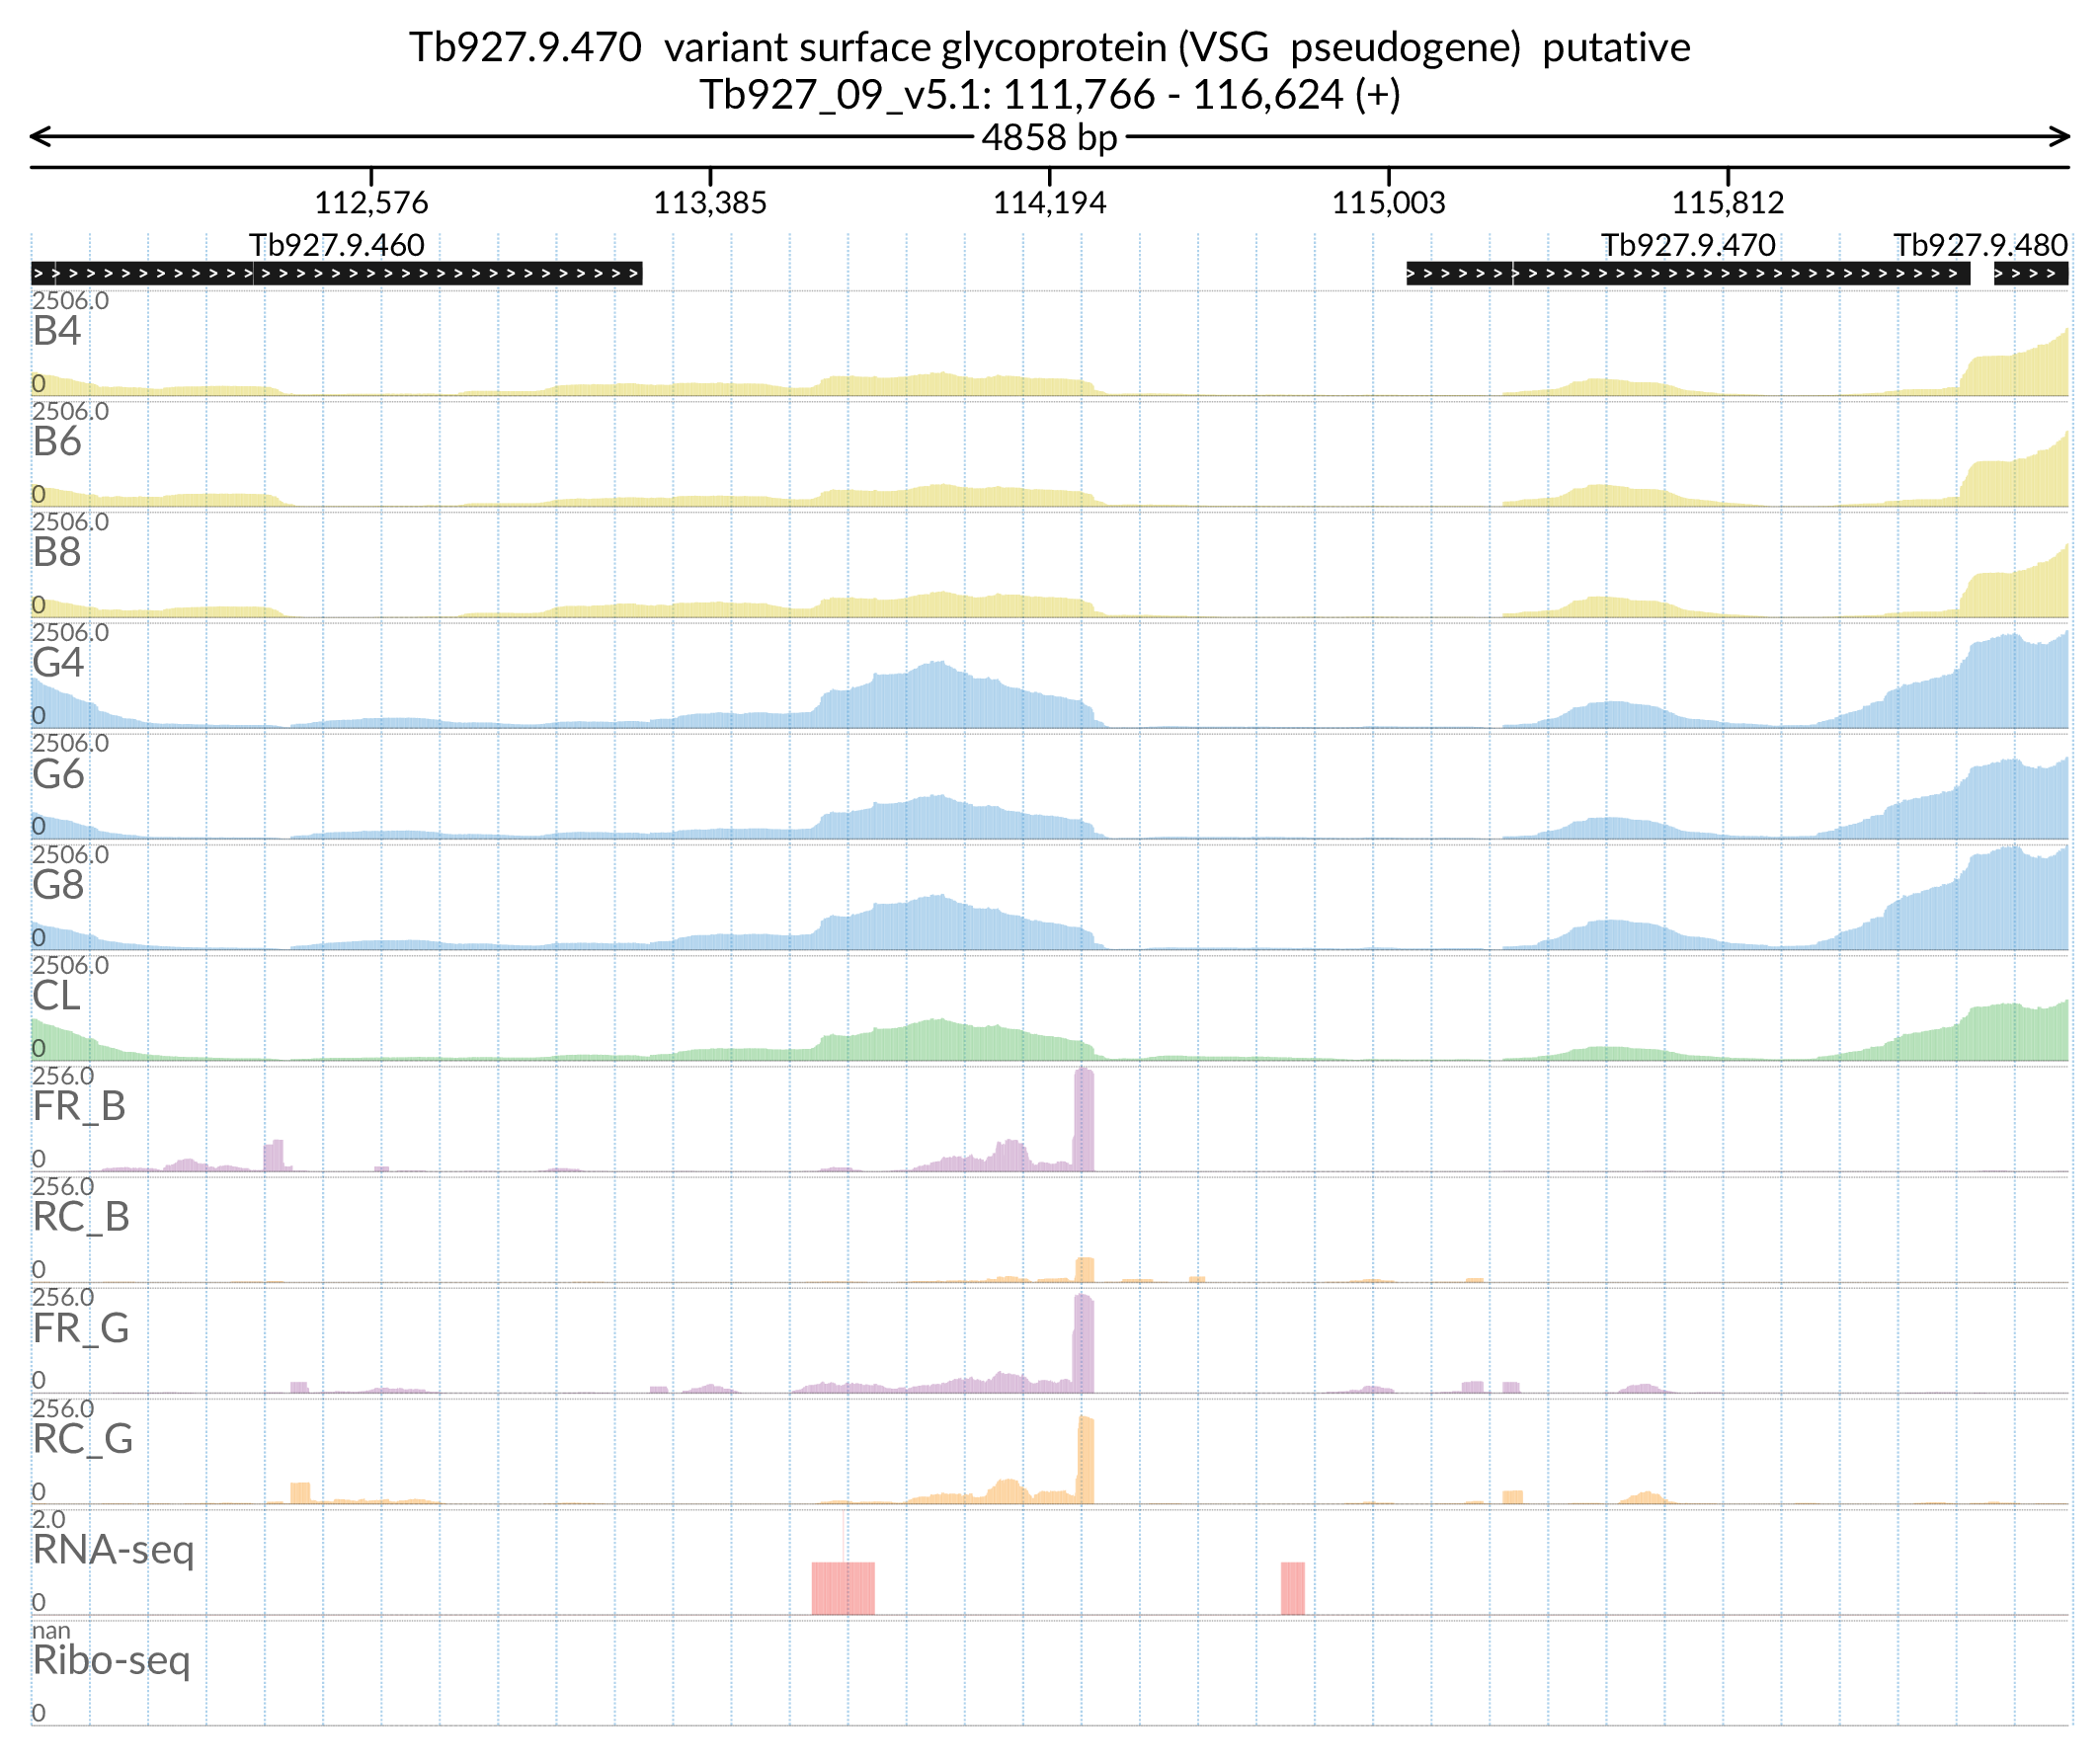 Tb927.9.470 variant surface glycoprotein (VSG pseudogene) putative
Tb927_09_v5.1: 111,766 - 116,624 (+)
4858 bp
112,576 113,385 114,194 115,003 115,812
Tb927.9.460 Tb927.9.470 Tb927.9.480
2506.0
B4
0
2506.0
B6
0
2506.0
B8
0
2506.0
G4
0
2506.0
G6
0
2506.0
G8
0
2506.0
CL
0
256.0
FR_B
0
256.0
RC_B
0
256.0
FR_G
0
256.0
RC_G
0
2.0
RNA-seq
0
nan
Ribo-seq
0